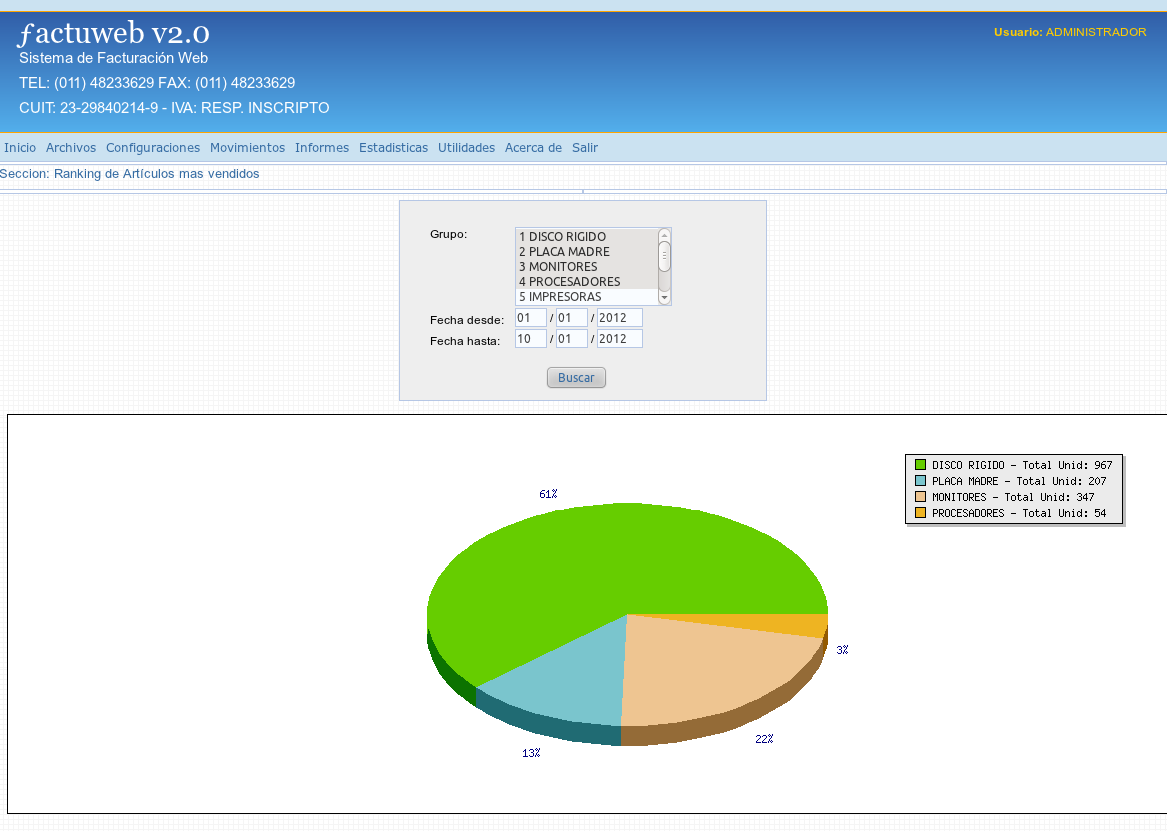 ƒactuweb v2.0
Usuario: ADMINISTRADOR
Sistema de Facturación Web
TEL: (011) 48233629 FAX: (011) 48233629
CUIT: 23-29840214-9 - IVA: RESP. INSCRIPTO
Inicio Archivos Configuraciones Movimientos Informes Estadisticas Utilidades Acerca de Salir
Seccion: Ranking de Artículos mas vendidos
Grupo:
1 DISCO RIGIDO
2 PLACA MADRE
3 MONITORES
4 PROCESADORES
5 IMPRESORAS
Fecha desde: 01 / 01 / 2012
Fecha hasta: 10 / 01 / 2012
Buscar
DISCO RIGIDO - Total Unid: 967
PLACA MADRE - Total Unid: 207
MONITORES - Total Unid: 347
PROCESADORES - Total Unid: 54
61%
3%
22%
13%